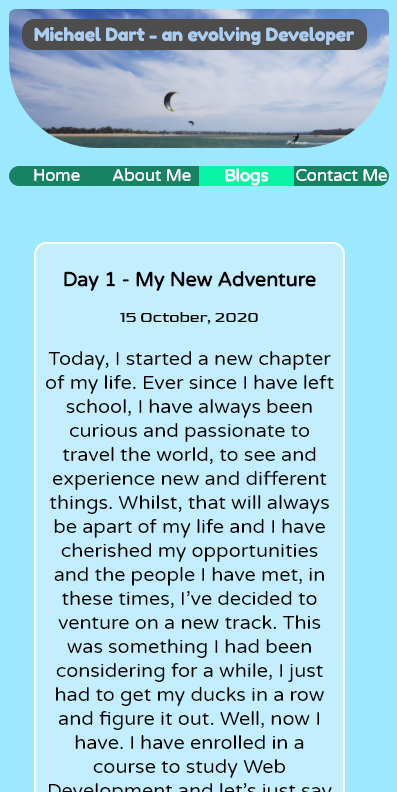 Michael Dart - an evolving Developer
Home About Me Blogs Contact Me
Day 1 - My New Adventure
15 October, 2020
Today, I started a new chapter
of my life. Ever since I have left
school, I have always been
curious and passionate to
travel the world, to see and
experience new and different
things. Whilst, that will always
be apart of my life and I have
cherished my opportunities
and the people I have met, in
these times, I've decided to
venture on a new track. This
was something I had been
considering for a while, I just
had to get my ducks in a row
and figure it out. Well, now I
have. I have enrolled in a
course to study Web
Development and let's just say